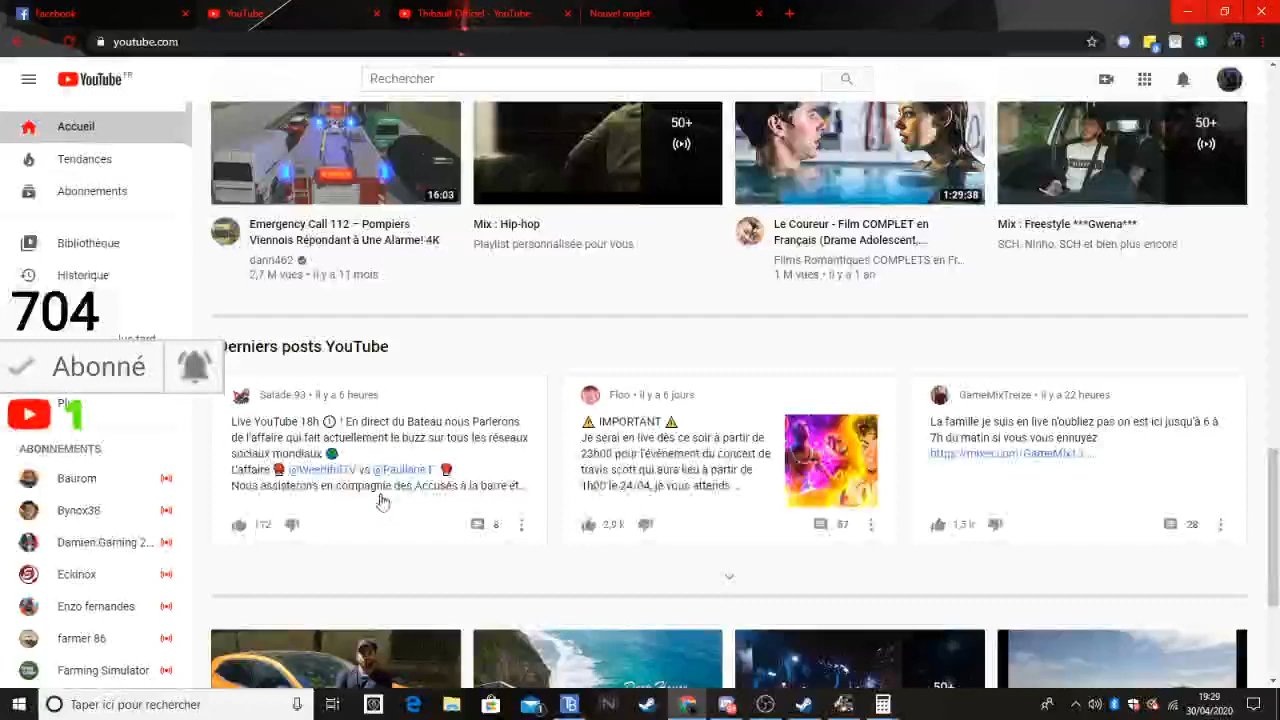 Facebook
YouTube
Thibault Officiel - YouTube
Nouvel onglet
youtube.com
YouTube FR
Rechercher
Accueil
Tendances
Abonnements
Bibliothèque
Historique
704
lus tard
Abonné
Pl
1
ABONNEMENTS
Baurom
Bynox38
Damien Gaming 2...
Eckinox
Enzo fernandes
farmer 86
Farming Simulator
16:03
Emergency Call 112 – Pompiers
Viennois Répondant à Une Alarme! 4K
dann462
2,7 M vues • il y a 11 mois
50+
Mix : Hip-hop
Playlist personnalisée pour vous
1:29:38
Le Coureur - Film COMPLET en
Français (Drame Adolescent,...
Films Romantiques COMPLETS en Fr...
1 M vues • il y a 1 an
50+
Mix : Freestyle ***Gwena***
SCH, Ninho, SCH et bien plus encore
Derniers posts YouTube
Salade 93 • il y a 6 heures
Live YouTube 18h ! En direct du Bateau nous Parlerons
de l'affaire qui fait actuellement le buzz sur tous les réseaux
sociaux mondiaux
L'affaire vs
Nous assisterons en compagnie des Accusés à la barre et...
172
8
Floo • il y a 6 jours
⚠ IMPORTANT ⚠
Je serai en live dès ce soir à partir de
23h00 pour l'événement du concert de
travis scott qui aura lieu à partir de
1h00 le 24/04, je vous attends ...
2,9 k
57
GameMixTreize • il y a 22 heures
La famille je suis en live n'oubliez pas on est ici jusqu'à 6 à
7h du matin si vous vous ennuyez
1,5 k
28
50+
Taper ici pour rechercher
19:29
30/04/2020